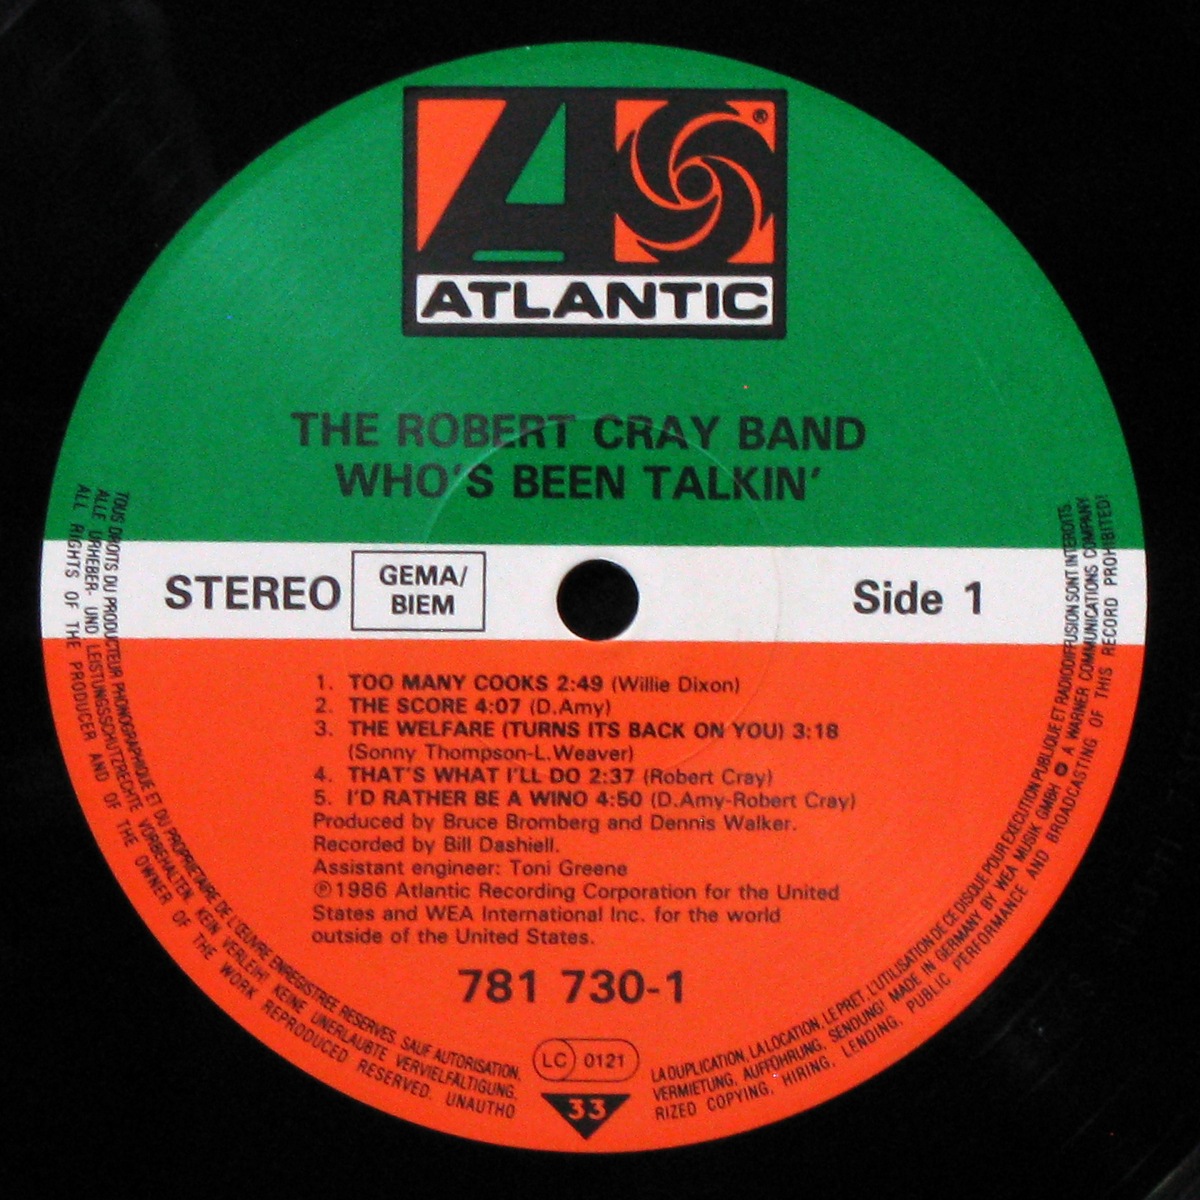 ®
ATLANTIC
THE ROBERT CRAY BAND
WHO'S BEEN TALKIN'
STEREO
GEMA/
BIEM
Side 1
1. TOO MANY COOKS 2:49 (Willie Dixon)
2. THE SCORE 4:07 (D.Amy)
3. THE WELFARE (TURNS ITS BACK ON YOU) 3:18
(Sonny Thompson-L.Weaver)
4. THAT'S WHAT I'LL DO 2:37 (Robert Cray)
5. I'D RATHER BE A WINO 4:50 (D.Amy-Robert Cray)
Produced by Bruce Bromberg and Dennis Walker.
Recorded by Bill Dashiell.
Assistant engineer: Toni Greene
℗1986 Atlantic Recording Corporation for the United
States and WEA International Inc. for the world
outside of the United States.
781 730-1
LC 0121
33
TOUS DROITS DU PRODUCTEUR PHONOGRAPHIQUE ET DU PROPRIETAIRE DE L'ŒUVRE ENREGISTREE RESERVES. SAUF AUTORISATION, LA DUPLICATION, LA LOCATION, LE PRET, L'UTILISATION DE CE DISQUE POUR EXECUTION PUBLIQUE ET RADIODIFFUSION SONT INTERDITS.
ALLE URHEBER- UND LEISTUNGSSCHUTZRECHTE VORBEHALTEN. KEIN VERLEIH! KEINE UNERLAUBTE VERVIELFÄLTIGUNG, VERMIETUNG, AUFFÜHRUNG, SENDUNG! MADE IN GERMANY BY WEA MUSIK GMBH A WARNER COMMUNICATIONS COMPANY
ALL RIGHTS OF THE PRODUCER AND OF THE OWNER OF THE WORK REPRODUCED RESERVED. UNAUTHORIZED COPYING, HIRING, LENDING, PUBLIC PERFORMANCE AND BROADCASTING OF THIS RECORD PROHIBITED!